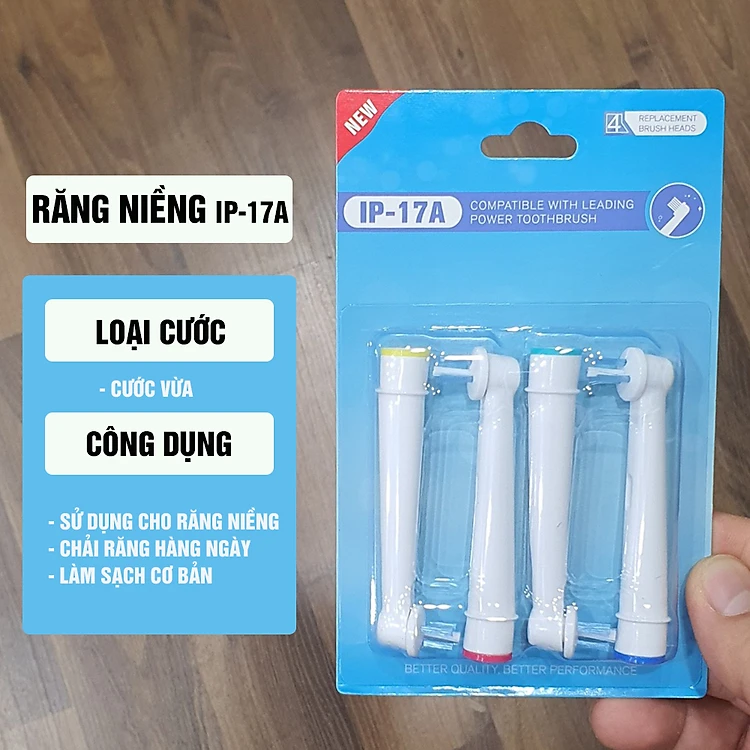 RĂNG NIỀNG IP-17A
LOẠI CƯỚC
- CƯỚC VỪA
CÔNG DỤNG
- SỬ DỤNG CHO RĂNG NIỀNG
- CHẢI RĂNG HÀNG NGÀY
- LÀM SẠCH CƠ BẢN
NEW
4
REPLACEMENT
BRUSH HEADS
IP-17A
COMPATIBLE WITH LEADING
POWER TOOTHBRUSH
BETTER QUALITY, BETTER PERFORMANCE